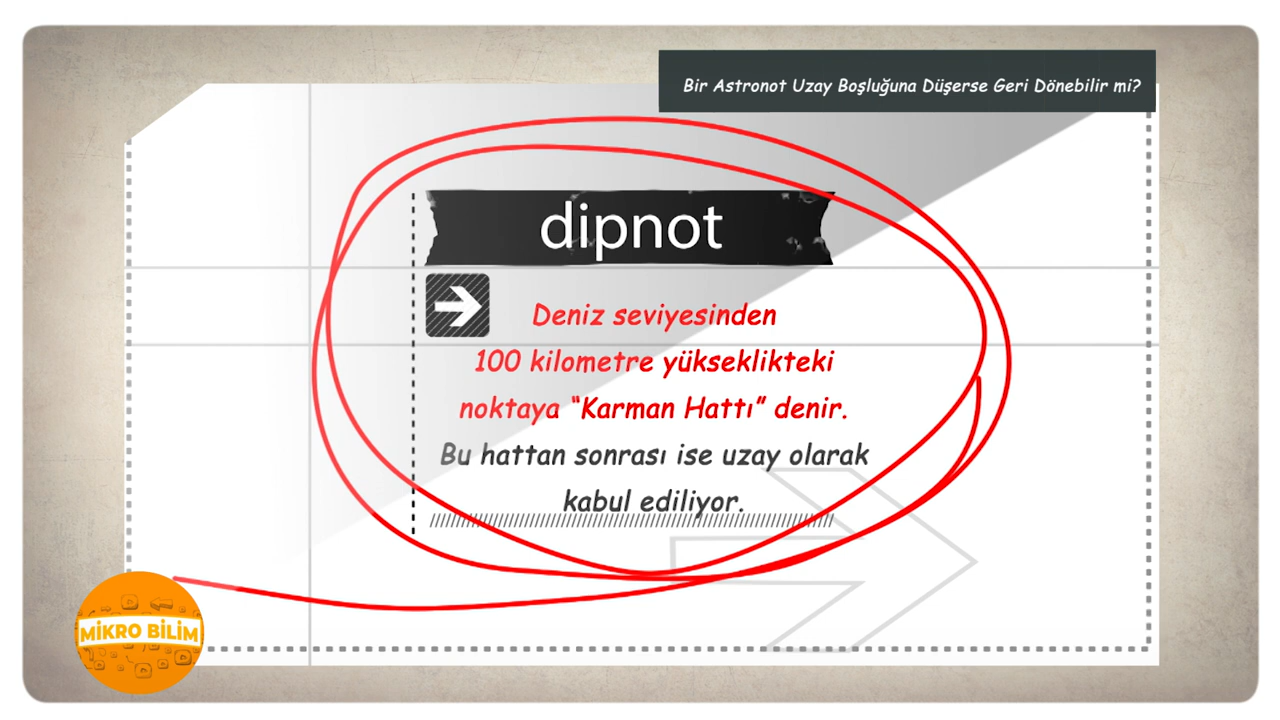 Bir Astronot Uzay Boşluğuna Düşerse Geri Dönebilir mi?
dipnot
Deniz seviyesinden
100 kilometre yükseklikteki
noktaya “Karman Hattı” denir.
Bu hattan sonrası ise uzay olarak
kabul ediliyor.
MİKRO BİLİM